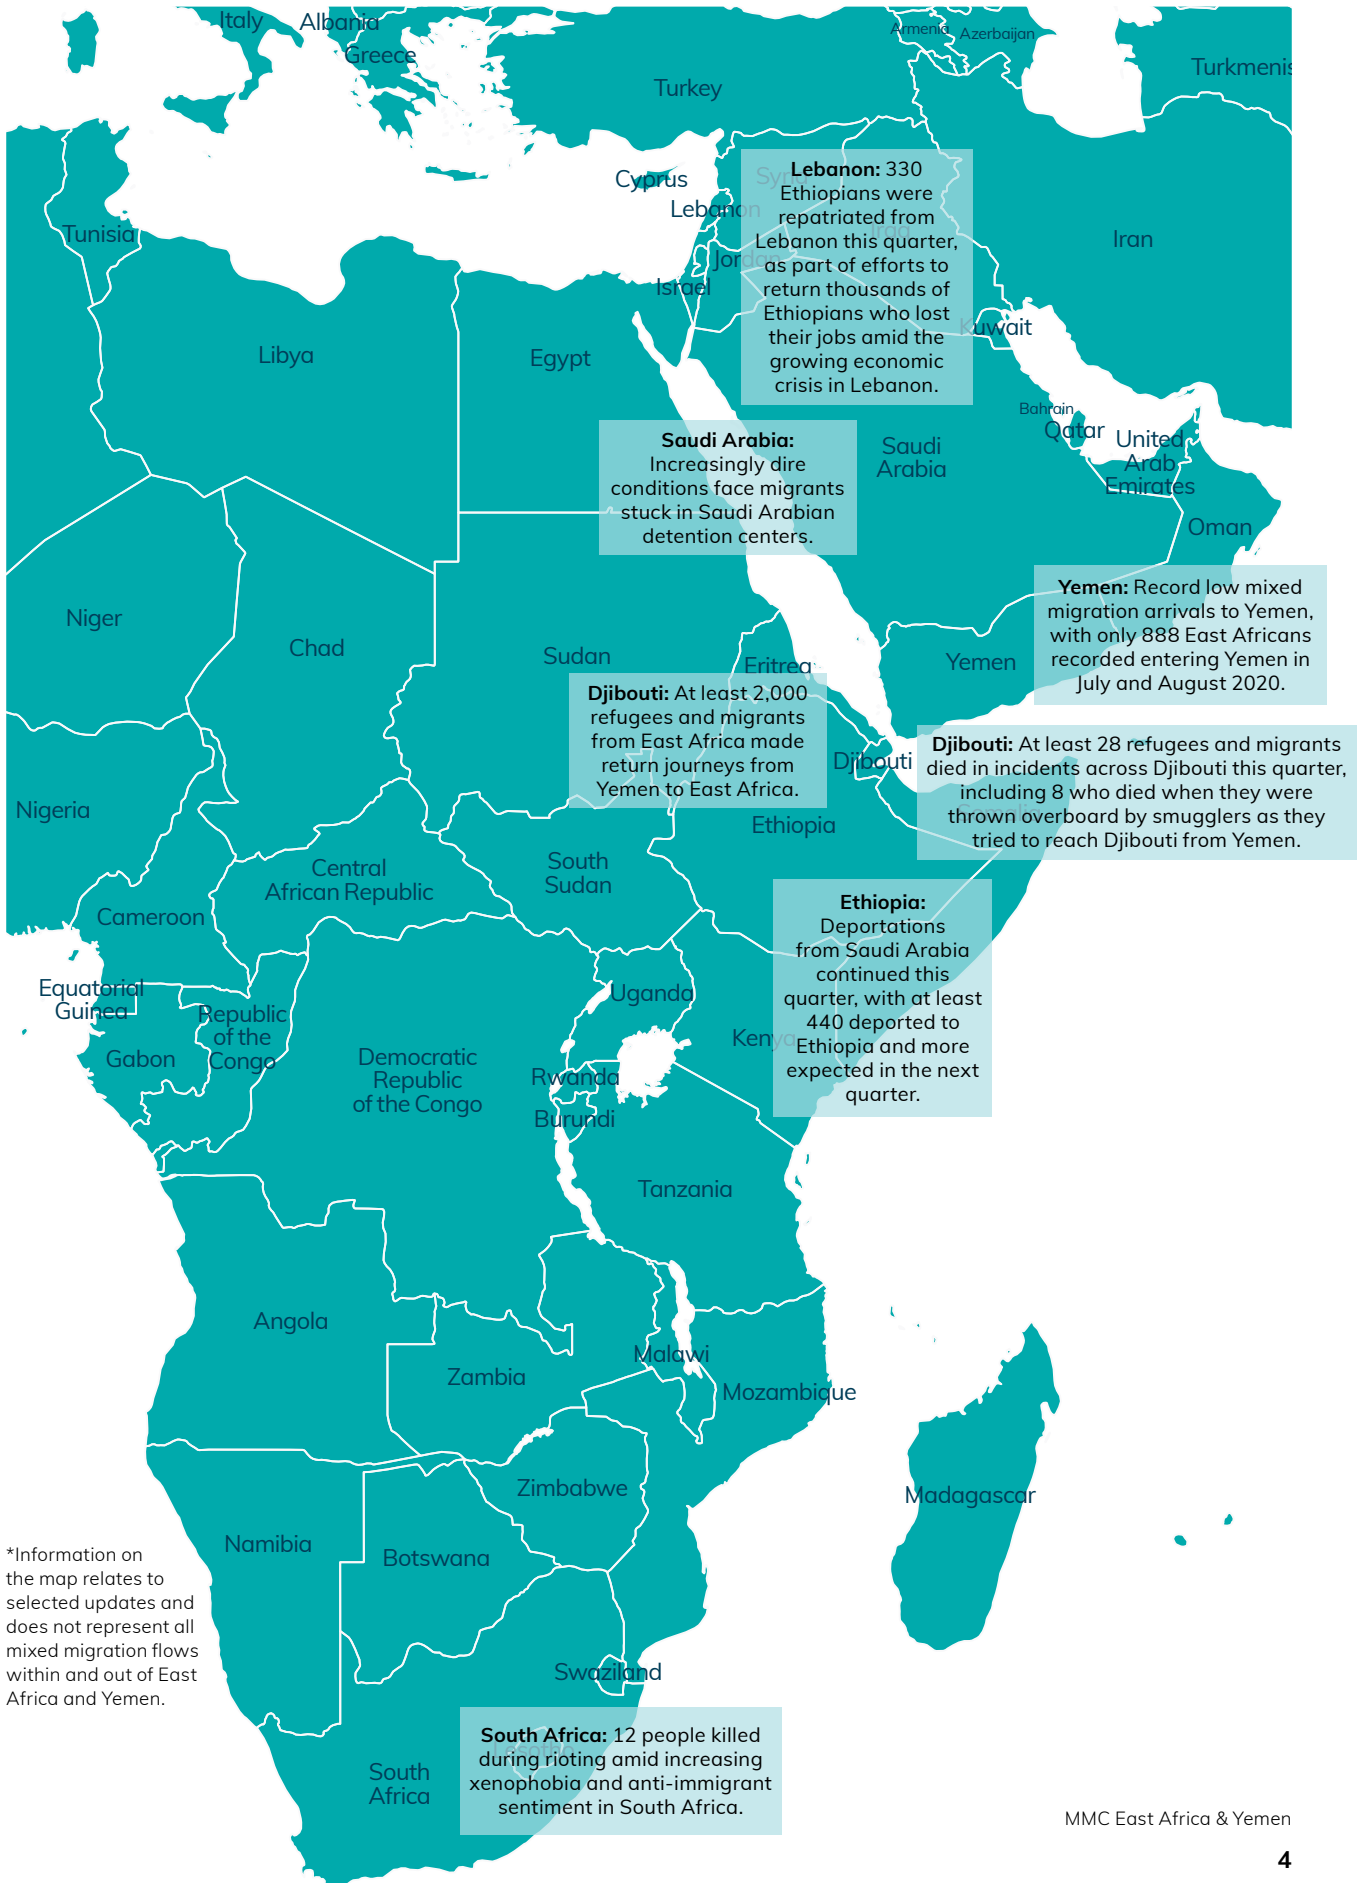 Italy
Albania
Greece
Armenia
Azerbaijan
Turkmenis
Turkey
Cyprus
Syria
Lebanon
Tunisia
Iraq
Iran
Jordan
Israel
Kuwait
Lebanon: 330
Ethiopians were
repatriated from
Lebanon this quarter,
as part of efforts to
return thousands of
Ethiopians who lost
their jobs amid the
growing economic
crisis in Lebanon.
Libya
Egypt
Bahrain
Qatar
United
Arab
Emirates
Saudi
Arabia
Saudi Arabia:
Increasingly dire
conditions face migrants
stuck in Saudi Arabian
detention centers.
Oman
Yemen: Record low mixed
migration arrivals to Yemen,
with only 888 East Africans
recorded entering Yemen in
July and August 2020.
Niger
Chad
Sudan
Eritrea
Yemen
Djibouti: At least 2,000
refugees and migrants
from East Africa made
return journeys from
Yemen to East Africa.
Djibouti
Djibouti: At least 28 refugees and migrants
died in incidents across Djibouti this quarter,
including 8 who died when they were
thrown overboard by smugglers as they
tried to reach Djibouti from Yemen.
Somalia
Nigeria
Ethiopia
Central
African Republic
South
Sudan
Cameroon
Ethiopia:
Deportations
from Saudi Arabia
continued this
quarter, with at least
440 deported to
Ethiopia and more
expected in the next
quarter.
Equatorial
Guinea
Republic
of the
Congo
Gabon
Uganda
Kenya
Democratic
Republic
of the Congo
Rwanda
Burundi
Tanzania
Angola
Zambia
Malawi
Mozambique
Zimbabwe
Madagascar
Namibia
Botswana
*Information on
the map relates to
selected updates and
does not represent all
mixed migration flows
within and out of East
Africa and Yemen.
Swaziland
South Africa: 12 people killed
during rioting amid increasing
xenophobia and anti-immigrant
sentiment in South Africa.
Lesotho
South
Africa
MMC East Africa & Yemen
4